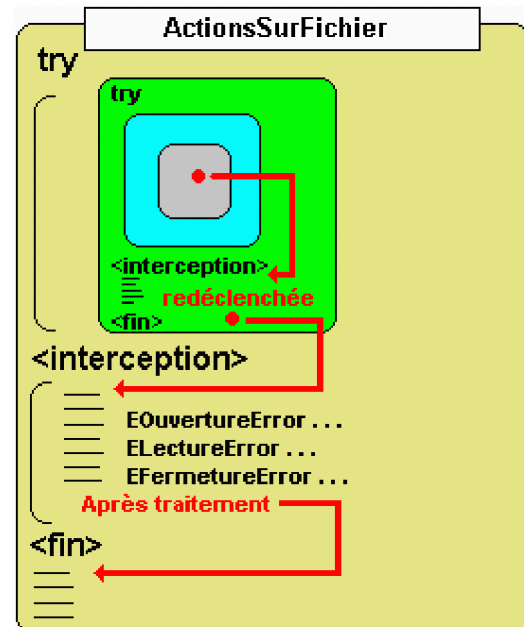 ActionsSurFichier
try
try
<interception>
redéclenchée
<fin>
<interception>
EOuvertureError . . .
ELectureError . . .
EFermetureError . . .
Après traitement
<fin>